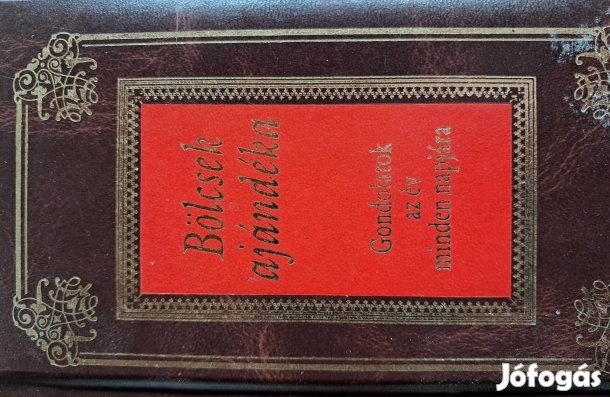 Bölcsek
ajándéka
Gondolatok
az év
minden napjára
Jófogás